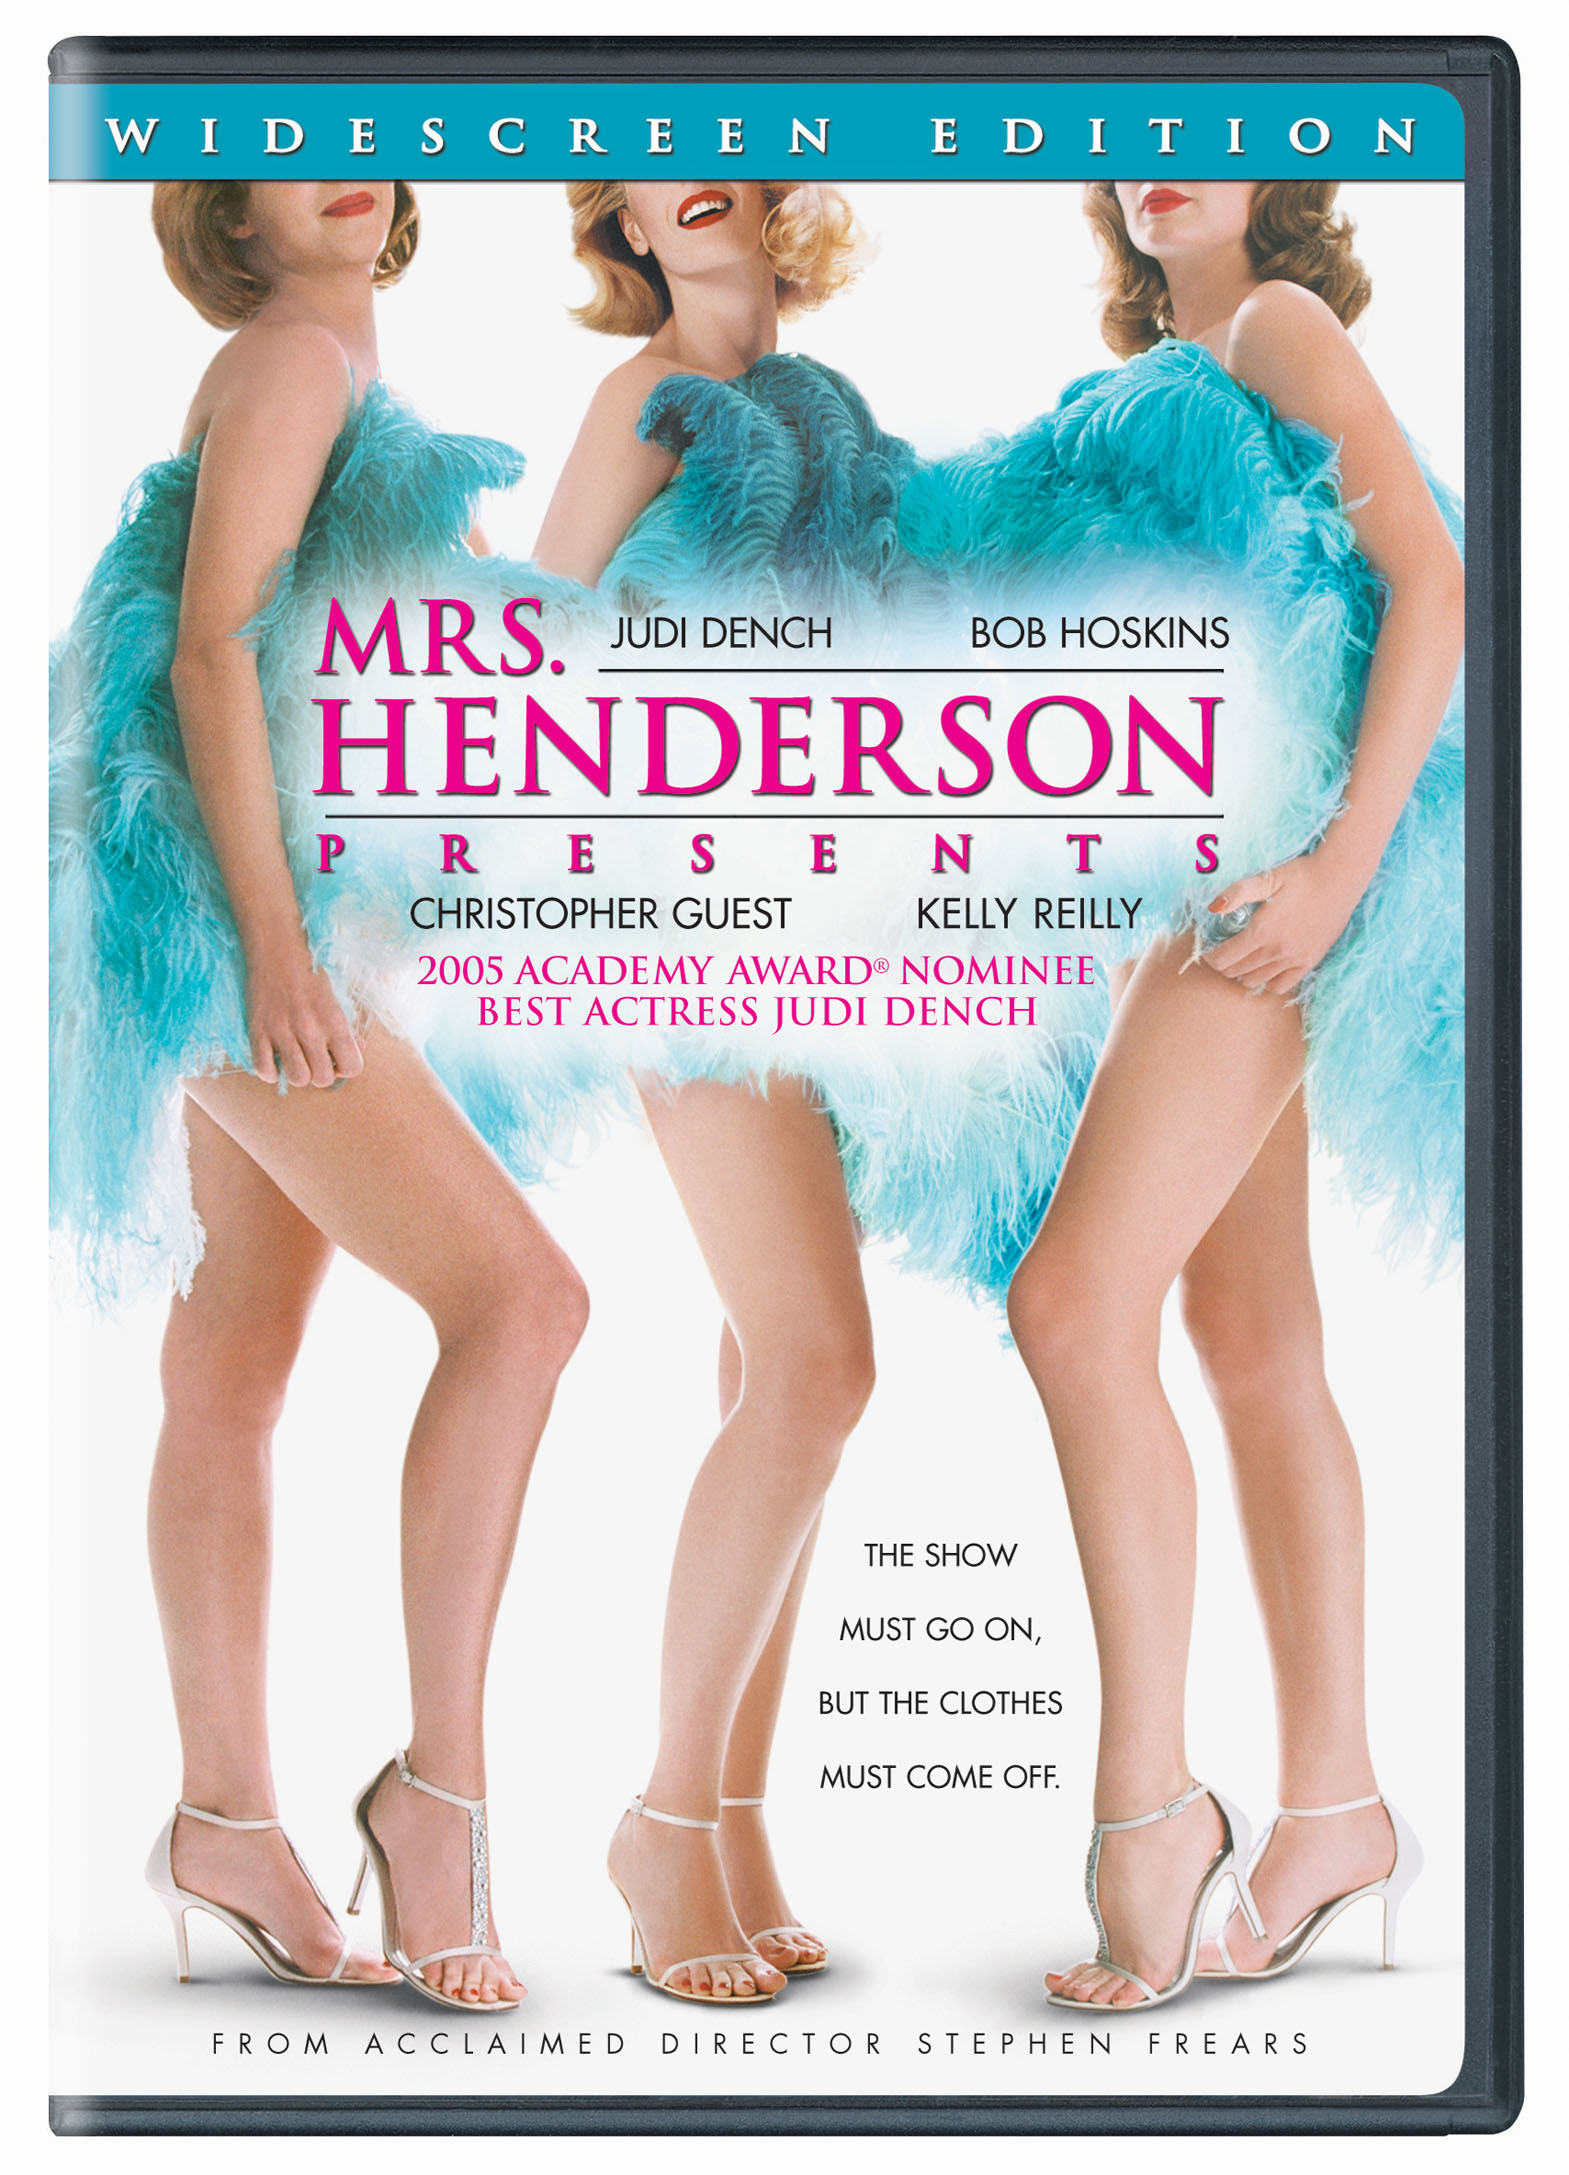 WIDESCREEN EDITION
MRS. JUDI DENCH BOB HOSKINS
HENDERSON
PRESENTS
CHRISTOPHER GUEST KELLY REILLY
2005 ACADEMY AWARD® NOMINEE
BEST ACTRESS JUDI DENCH
THE SHOW
MUST GO ON,
BUT THE CLOTHES
MUST COME OFF.
FROM ACCLAIMED DIRECTOR STEPHEN FREARS